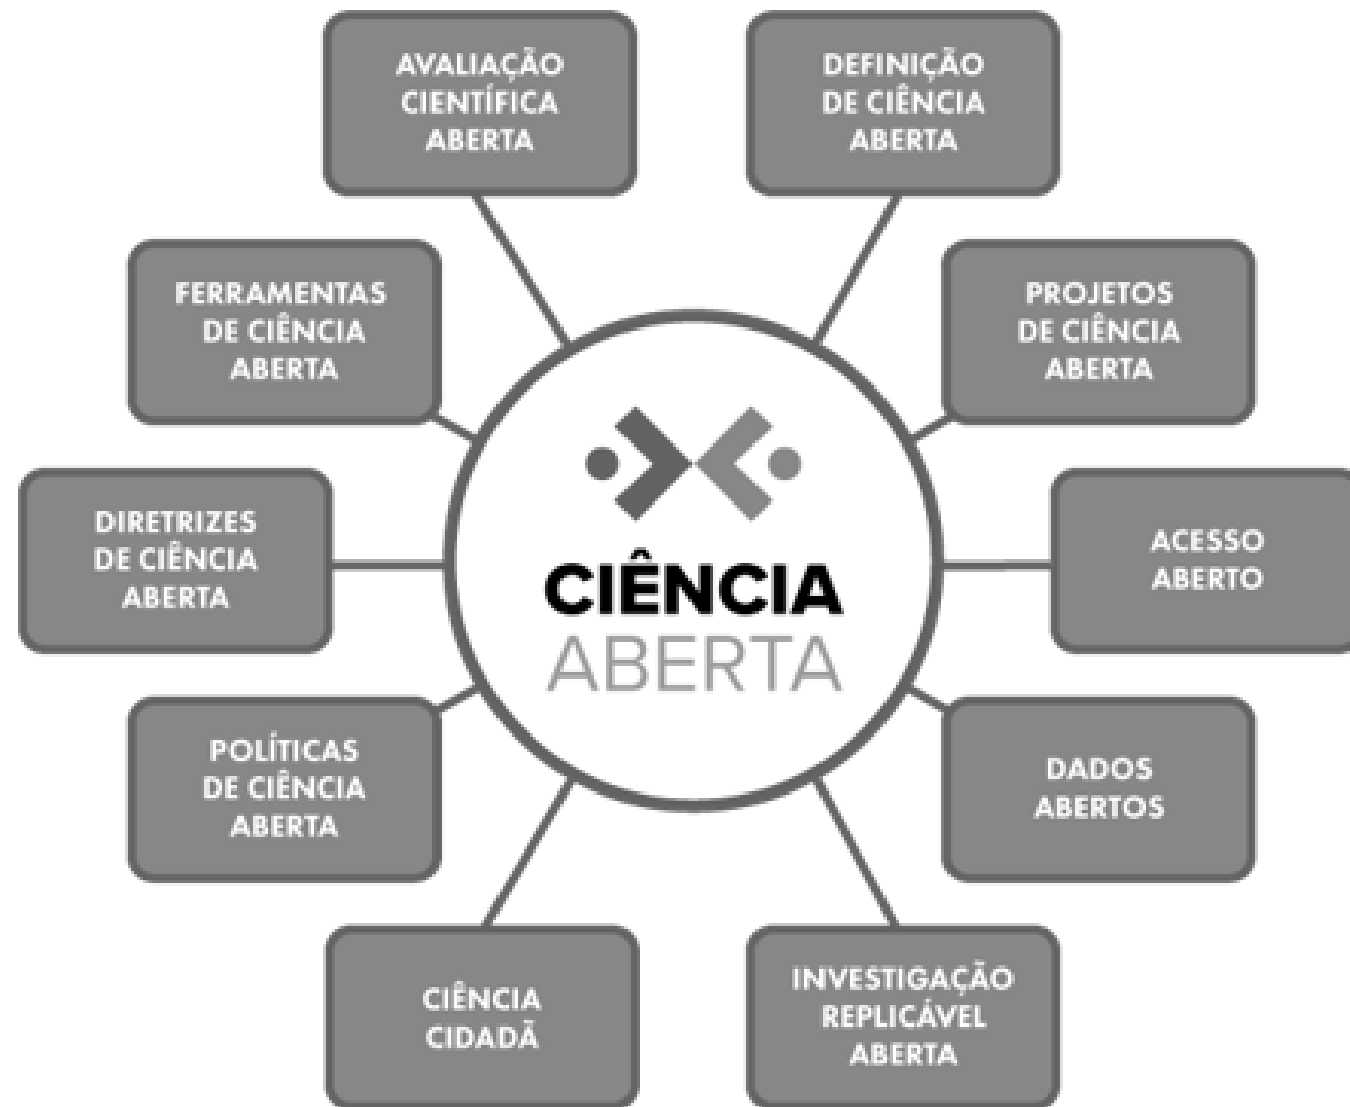 AVALIAÇÃO
CIENTÍFICA
ABERTA
DEFINIÇÃO
DE CIÊNCIA
ABERTA
FERRAMENTAS
DE CIÊNCIA
ABERTA
PROJETOS
DE CIÊNCIA
ABERTA
DIRETRIZES
DE CIÊNCIA
ABERTA
CIÊNCIA
ABERTA
ACESSO
ABERTO
POLÍTICAS
DE CIÊNCIA
ABERTA
DADOS
ABERTOS
CIÊNCIA
CIDADÃ
INVESTIGAÇÃO
REPLICÁVEL
ABERTA